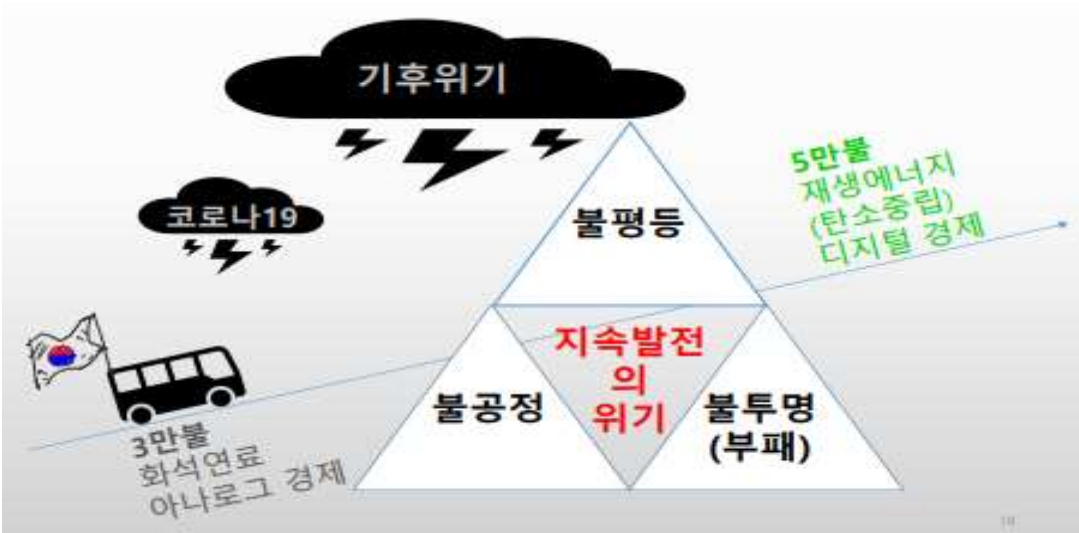 기후위기
코로나19
불평등
5만불
재생에너지
(탄소중립)
디지털 경제
지속발전
의
위기
불공정
불투명
(부패)
3만불
화석연료
아나로그 경제